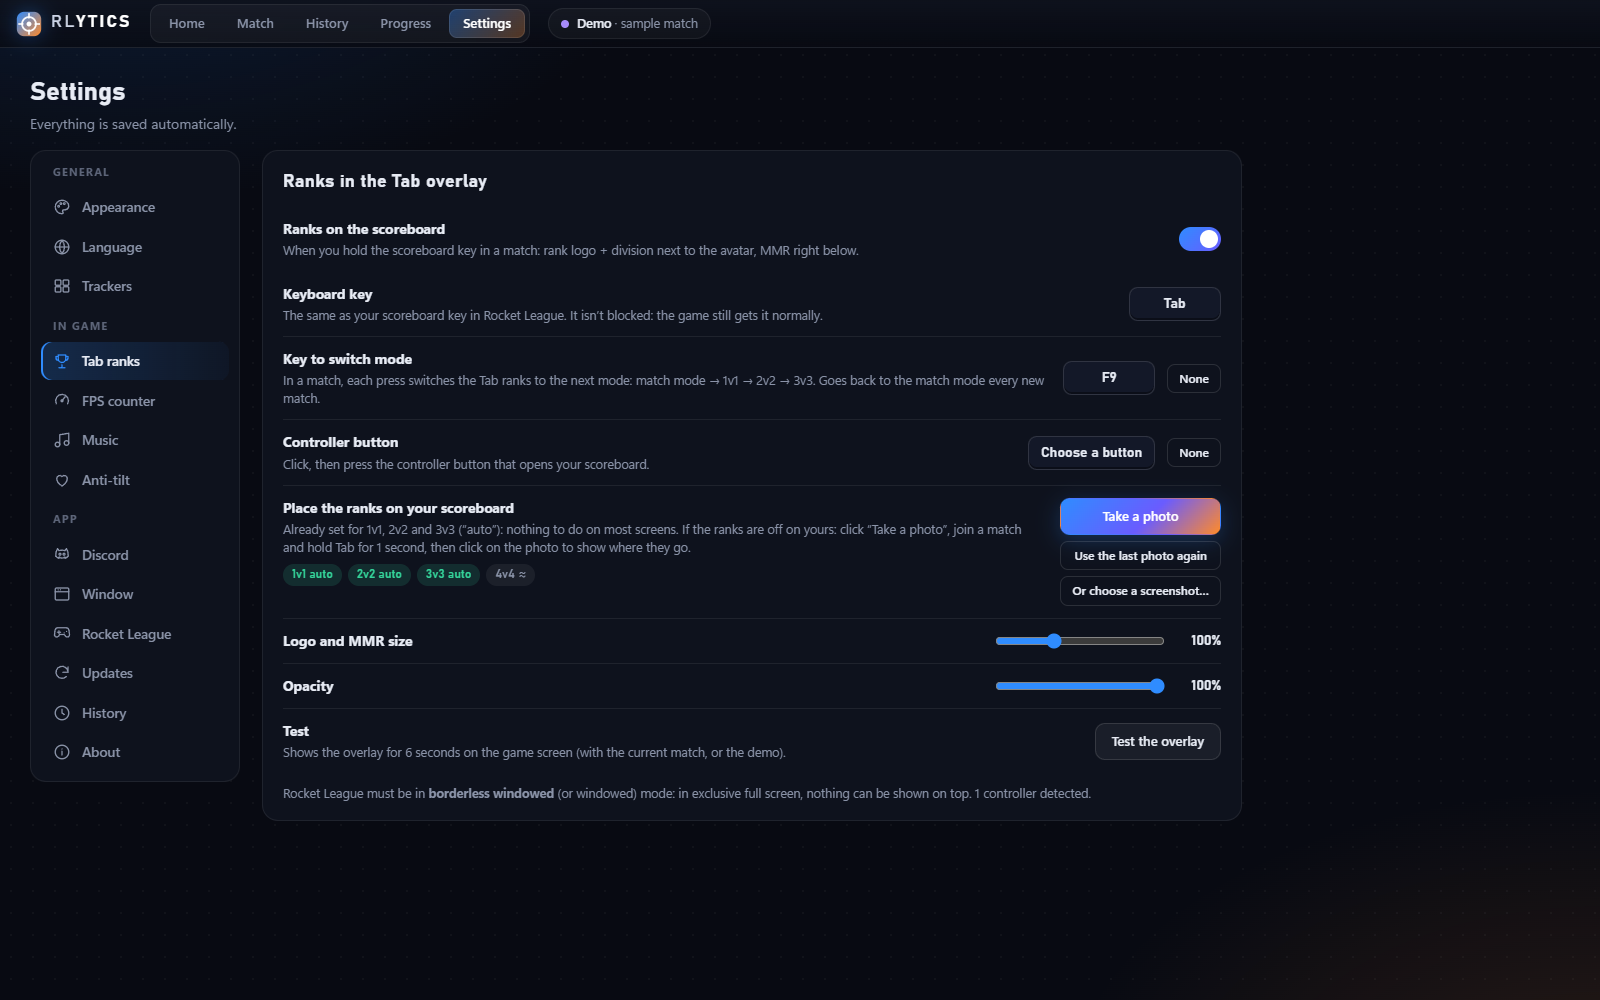 RLYTICS
Home
Match
History
Progress
Settings
Demo · sample match
Settings
Everything is saved automatically.
GENERAL
Appearance
Language
Trackers
IN GAME
Tab ranks
FPS counter
Music
Anti-tilt
APP
Discord
Window
Rocket League
Updates
History
About
Ranks in the Tab overlay
Ranks on the scoreboard
When you hold the scoreboard key in a match: rank logo + division next to the avatar, MMR right below.
Keyboard key
The same as your scoreboard key in Rocket League. It isn't blocked: the game still gets it normally.
Tab
Key to switch mode
In a match, each press switches the Tab ranks to the next mode: match mode → 1v1 → 2v2 → 3v3. Goes back to the match mode every new
match.
F9
None
Controller button
Click, then press the controller button that opens your scoreboard.
Choose a button
None
Place the ranks on your scoreboard
Already set for 1v1, 2v2 and 3v3 ("auto"): nothing to do on most screens. If the ranks are off on yours: click "Take a photo", join a match
and hold Tab for 1 second, then click on the photo to show where they go.
1v1 auto
2v2 auto
3v3 auto
4v4 ≈
Take a photo
Use the last photo again
Or choose a screenshot...
Logo and MMR size
100%
Opacity
100%
Test
Shows the overlay for 6 seconds on the game screen (with the current match, or the demo).
Test the overlay
Rocket League must be in borderless windowed (or windowed) mode: in exclusive full screen, nothing can be shown on top. 1 controller detected.